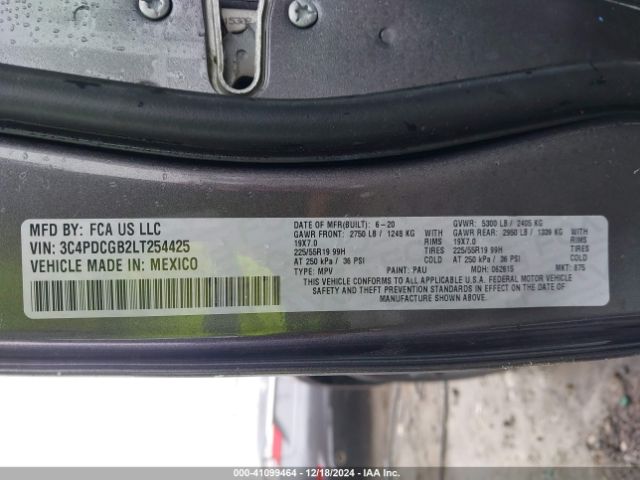 MFD BY: FCA US LLC
VIN: 3C4PDCGB2LT254425
VEHICLE MADE IN: MEXICO
DATE OF MFR(BUILT): 6-20
GAWR FRONT: 2750 LB / 1248 KG WITH
19X7.0 RIMS
225/55R19 99H TIRES
AT 250 kPa / 36 PSI COLD
TYPE: MPV PAINT: PAU
GVWR: 5300 LB / 2405 KG
GAWR REAR: 2950 LB / 1339 KG WITH
19X7.0 RIMS
225/55R19 99H TIRES
AT 250 kPa / 36 PSI COLD
MDH: 062615 MKT: 875
THIS VEHICLE CONFORMS TO ALL APPLICABLE U.S.A. FEDERAL MOTOR VEHICLE
SAFETY AND THEFT PREVENTION STANDARDS IN EFFECT ON THE DATE OF
MANUFACTURE SHOWN ABOVE.
000-41099464 | 12/18/2024 | IAA Inc.